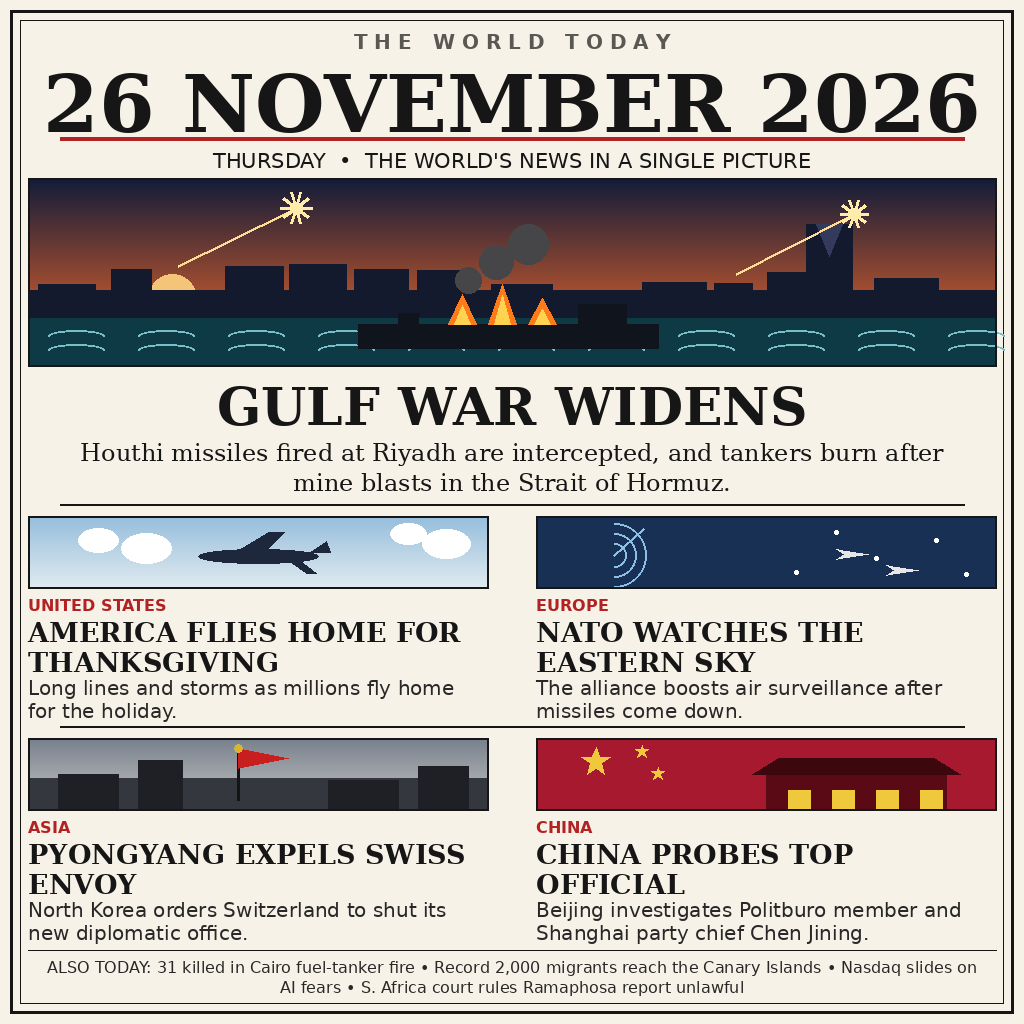 THE WORLD TODAY
26 NOVEMBER 2026
THURSDAY • THE WORLD'S NEWS IN A SINGLE PICTURE
GULF WAR WIDENS
Houthi missiles fired at Riyadh are intercepted, and tankers burn after
mine blasts in the Strait of Hormuz.
UNITED STATES
AMERICA FLIES HOME FOR
THANKSGIVING
Long lines and storms as millions fly home
for the holiday.
EUROPE
NATO WATCHES THE
EASTERN SKY
The alliance boosts air surveillance after
missiles come down.
ASIA
PYONGYANG EXPELS SWISS
ENVOY
North Korea orders Switzerland to shut its
new diplomatic office.
CHINA
CHINA PROBES TOP
OFFICIAL
Beijing investigates Politburo member and
Shanghai party chief Chen Jining.
ALSO TODAY: 31 killed in Cairo fuel-tanker fire • Record 2,000 migrants reach the Canary Islands • Nasdaq slides on
AI fears • S. Africa court rules Ramaphosa report unlawful